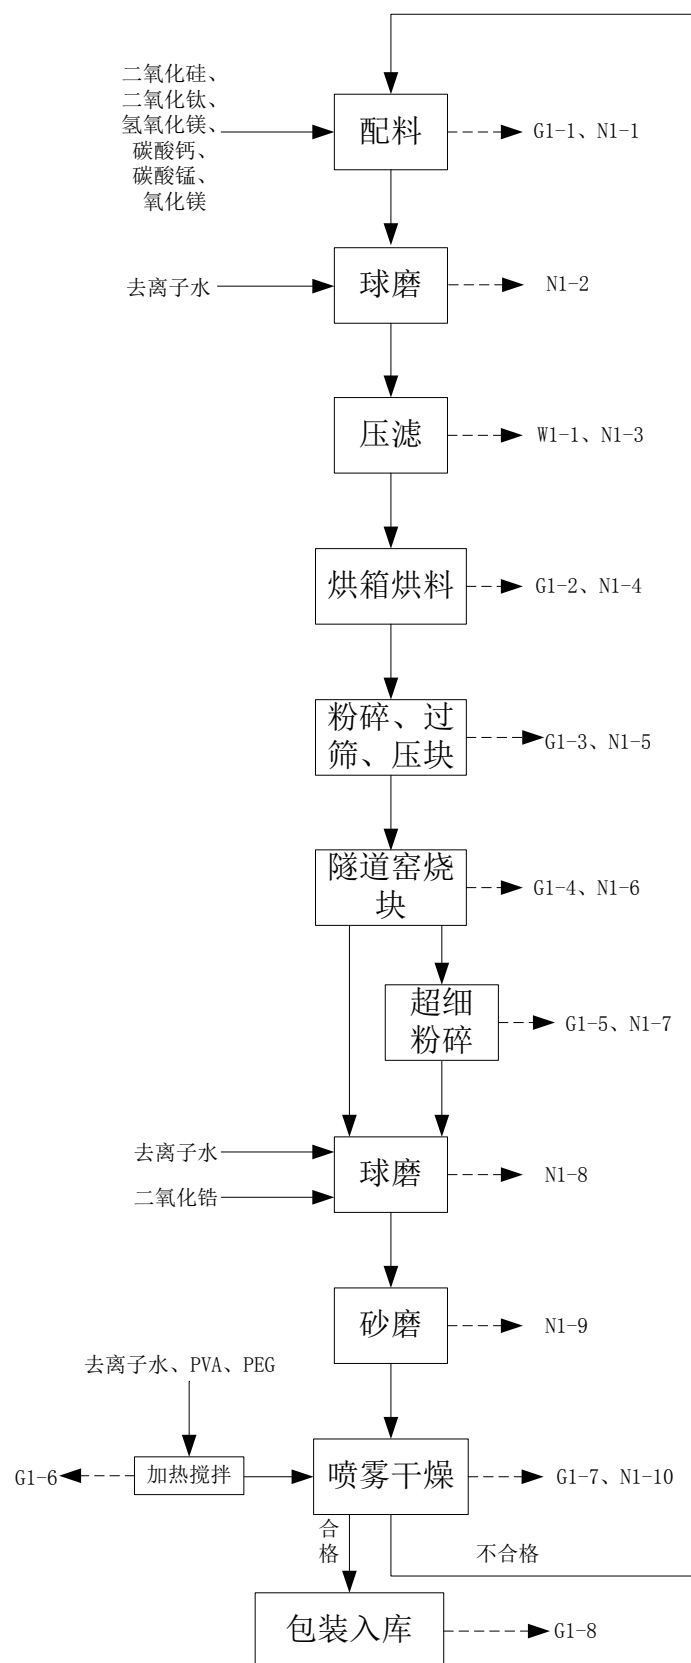 二氧化硅、
二氧化钛、
氢氧化镁、
碳酸钙、
碳酸锰、
氧化镁
配料
G1-1、N1-1
去离子水
球磨
N1-2
压滤
W1-1、N1-3
烘箱烘料
G1-2、N1-4
粉碎、过
筛、压块
G1-3、N1-5
隧道窑烧
块
G1-4、N1-6
超细
粉碎
G1-5、N1-7
去离子水
二氧化锆
球磨
N1-8
砂磨
N1-9
去离子水、PVA、PEG
G1-6
加热搅拌
喷雾干燥
G1-7、N1-10
合
格
不合格
包装入库
G1-8